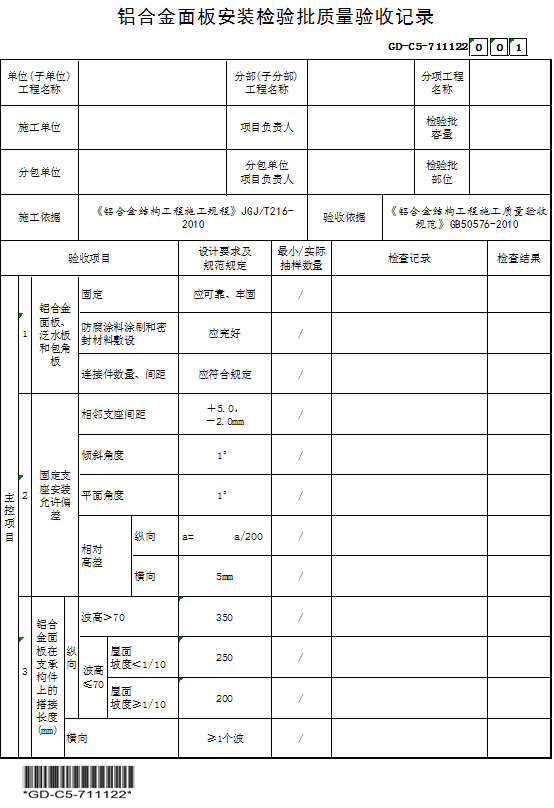 铝合金面板安装检验批质量验收记录
GD-C5-711122 0 0 1
单位(子单位)
工程名称
分部(子分部)
工程名称
分项工程
名称
施工单位
项目负责人
检验批
容量
分包单位
分包单位
项目负责人
检验批
部位
施工依据
《铝合金结构工程施工规程》JGJ/T216-
2010
验收依据
《铝合金结构工程施工质量验收
规范》GB50576-2010
验收项目
设计要求及
规范规定
最小/实际
抽样数量
检查记录
检查结果
主
控
项
目
1
铝合金
面板、
泛水板
和包角
板
固定
应可靠、牢固
/
防腐涂料涂刷和密
封材料敷设
应完好
/
连接件数量、间距
应符合规定
/
2
固定支
座安装
允许偏
差
相邻支座间距
+5.0,
-2.0mm
/
倾斜角度
1°
/
平面角度
1°
/
相对
高差
纵向
a= a/200
/
横向
5mm
/
3
铝合
金面
板在
支承
构件
上的
搭接
长度
(mm)
纵
向
波高>70
350
/
波高
≤70
屋面
坡度<1/10
250
/
屋面
坡度≥1/10
200
/
横向
≥1个波
/
*GD-C5-711122*